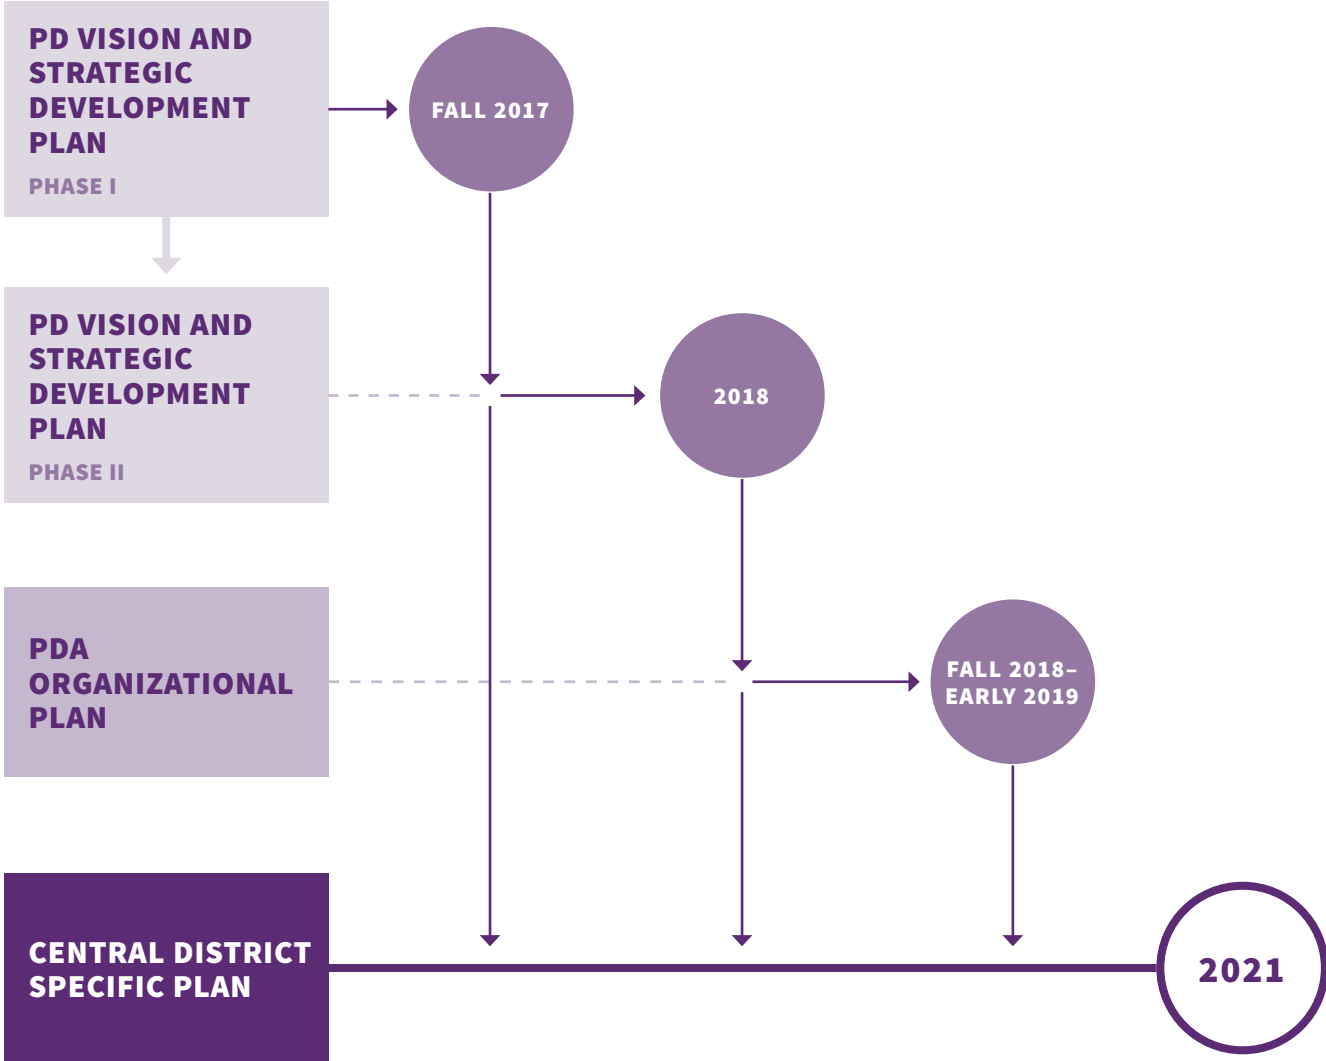 PD VISION AND
STRATEGIC
DEVELOPMENT
PLAN
PHASE I
FALL 2017
PD VISION AND
STRATEGIC
DEVELOPMENT
PLAN
PHASE II
2018
PDA
ORGANIZATIONAL
PLAN
FALL 2018–
EARLY 2019
CENTRAL DISTRICT
SPECIFIC PLAN
2021